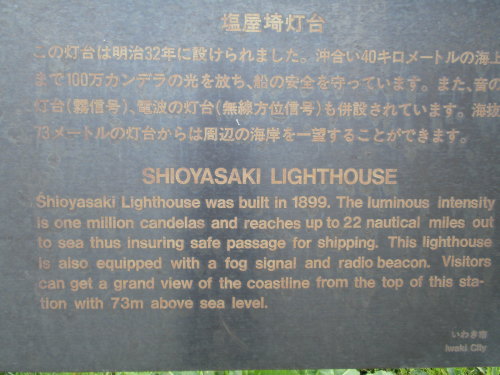 塩屋埼灯台
この灯台は明治32年に設けられました。沖合い40キロメートルの海上
まで100万カンデラの光を放ち、船の安全を守っています。また、音の
灯台(霧信号)、電波の灯台(無線方位信号)も併設されています。海抜
73メートルの灯台からは周辺の海岸を一望することができます。
SHIOYASAKI LIGHTHOUSE
Shioyasaki Lighthouse was built in 1899. The luminous intensity
is one million candelas and reaches up to 22 nautical miles out
to sea thus insuring safe passage for shipping. This lighthouse
is also equipped with a fog signal and radio beacon. Visitors
can get a grand view of the coastline from the top of this sta-
tion with 73m above sea level.
いわき市
Iwaki City